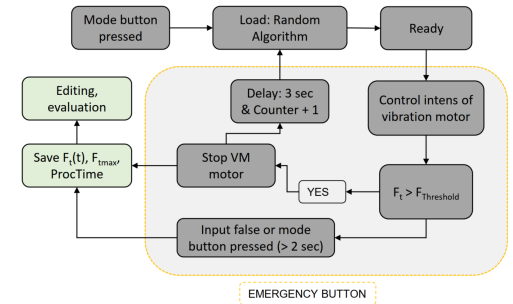 Mode button
pressed
Load: Random
Algorithm
Ready
Editing,
evaluation
Delay: 3 sec
& Counter + 1
Control intens of
vibration motor
Save Ft(t), Ftmax,
ProcTime
Stop VM
motor
YES
Ft > FThreshold
Input false or mode
button pressed (> 2 sec)
EMERGENCY BUTTON